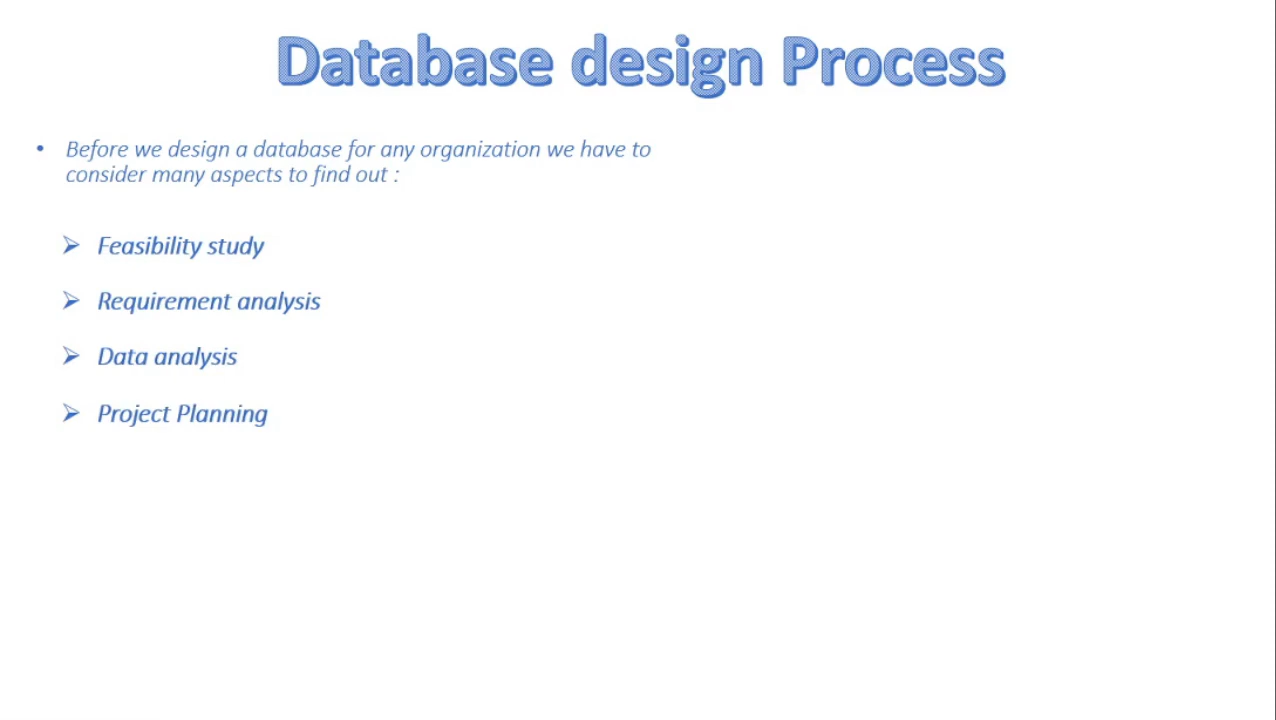 Database design Process
• Before we design a database for any organization we have to
consider many aspects to find out :
➢ Feasibility study
➢ Requirement analysis
➢ Data analysis
➢ Project Planning